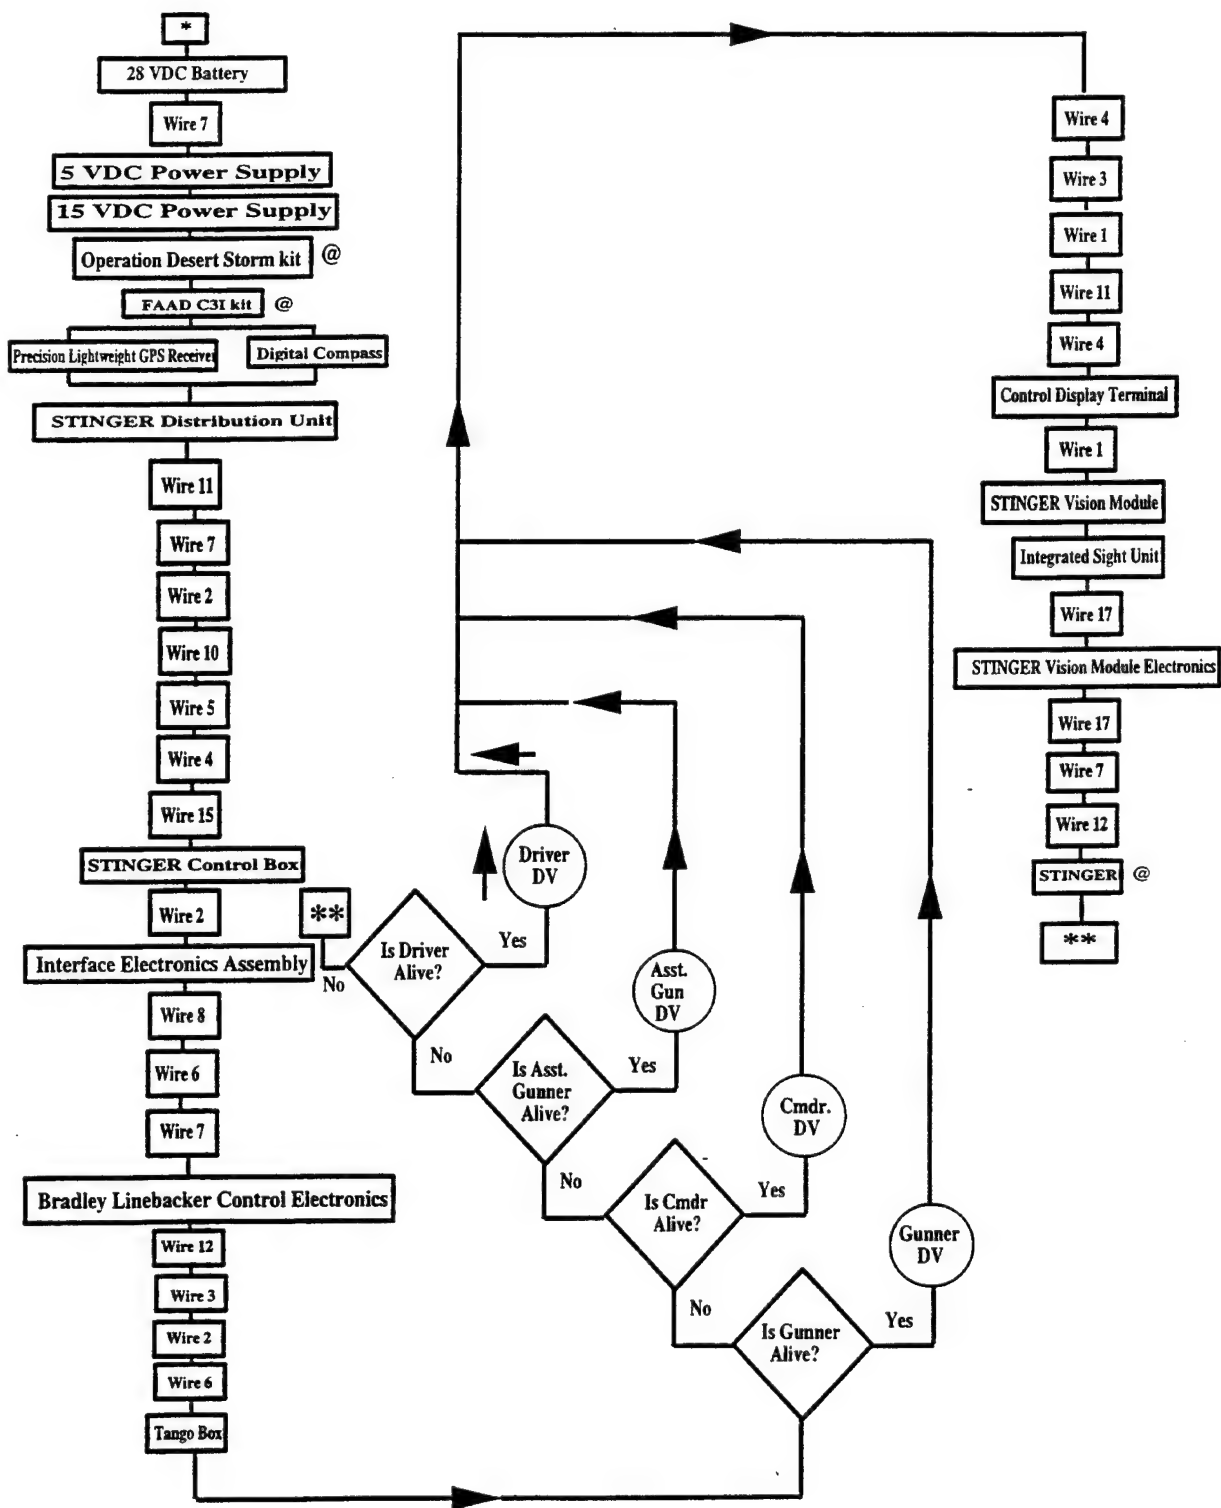 *
28 VDC Battery
Wire 7
5 VDC Power Supply
15 VDC Power Supply
Operation Desert Storm kit @
FAAD C3I kit @
Precision Lightweight GPS Receiver
Digital Compass
STINGER Distribution Unit
Wire 11
Wire 7
Wire 2
Wire 10
Wire 5
Wire 4
Wire 15
STINGER Control Box
Wire 2
Interface Electronics Assembly
Wire 8
Wire 6
Wire 7
Bradley Linebacker Control Electronics
Wire 12
Wire 3
Wire 2
Wire 6
Tango Box
Is Gunner
Alive?
Yes
Gunner
DV
No
Is Cmdr
Alive?
Yes
Cmdr.
DV
No
Is Asst.
Gunner
Alive?
Yes
Asst.
Gun
DV
No
Is Driver
Alive?
Yes
Driver
DV
No
**
Wire 4
Wire 3
Wire 1
Wire 11
Wire 4
Control Display Terminal
Wire 1
STINGER Vision Module
Integrated Sight Unit
Wire 17
STINGER Vision Module Electronics
Wire 17
Wire 7
Wire 12
STINGER @
**